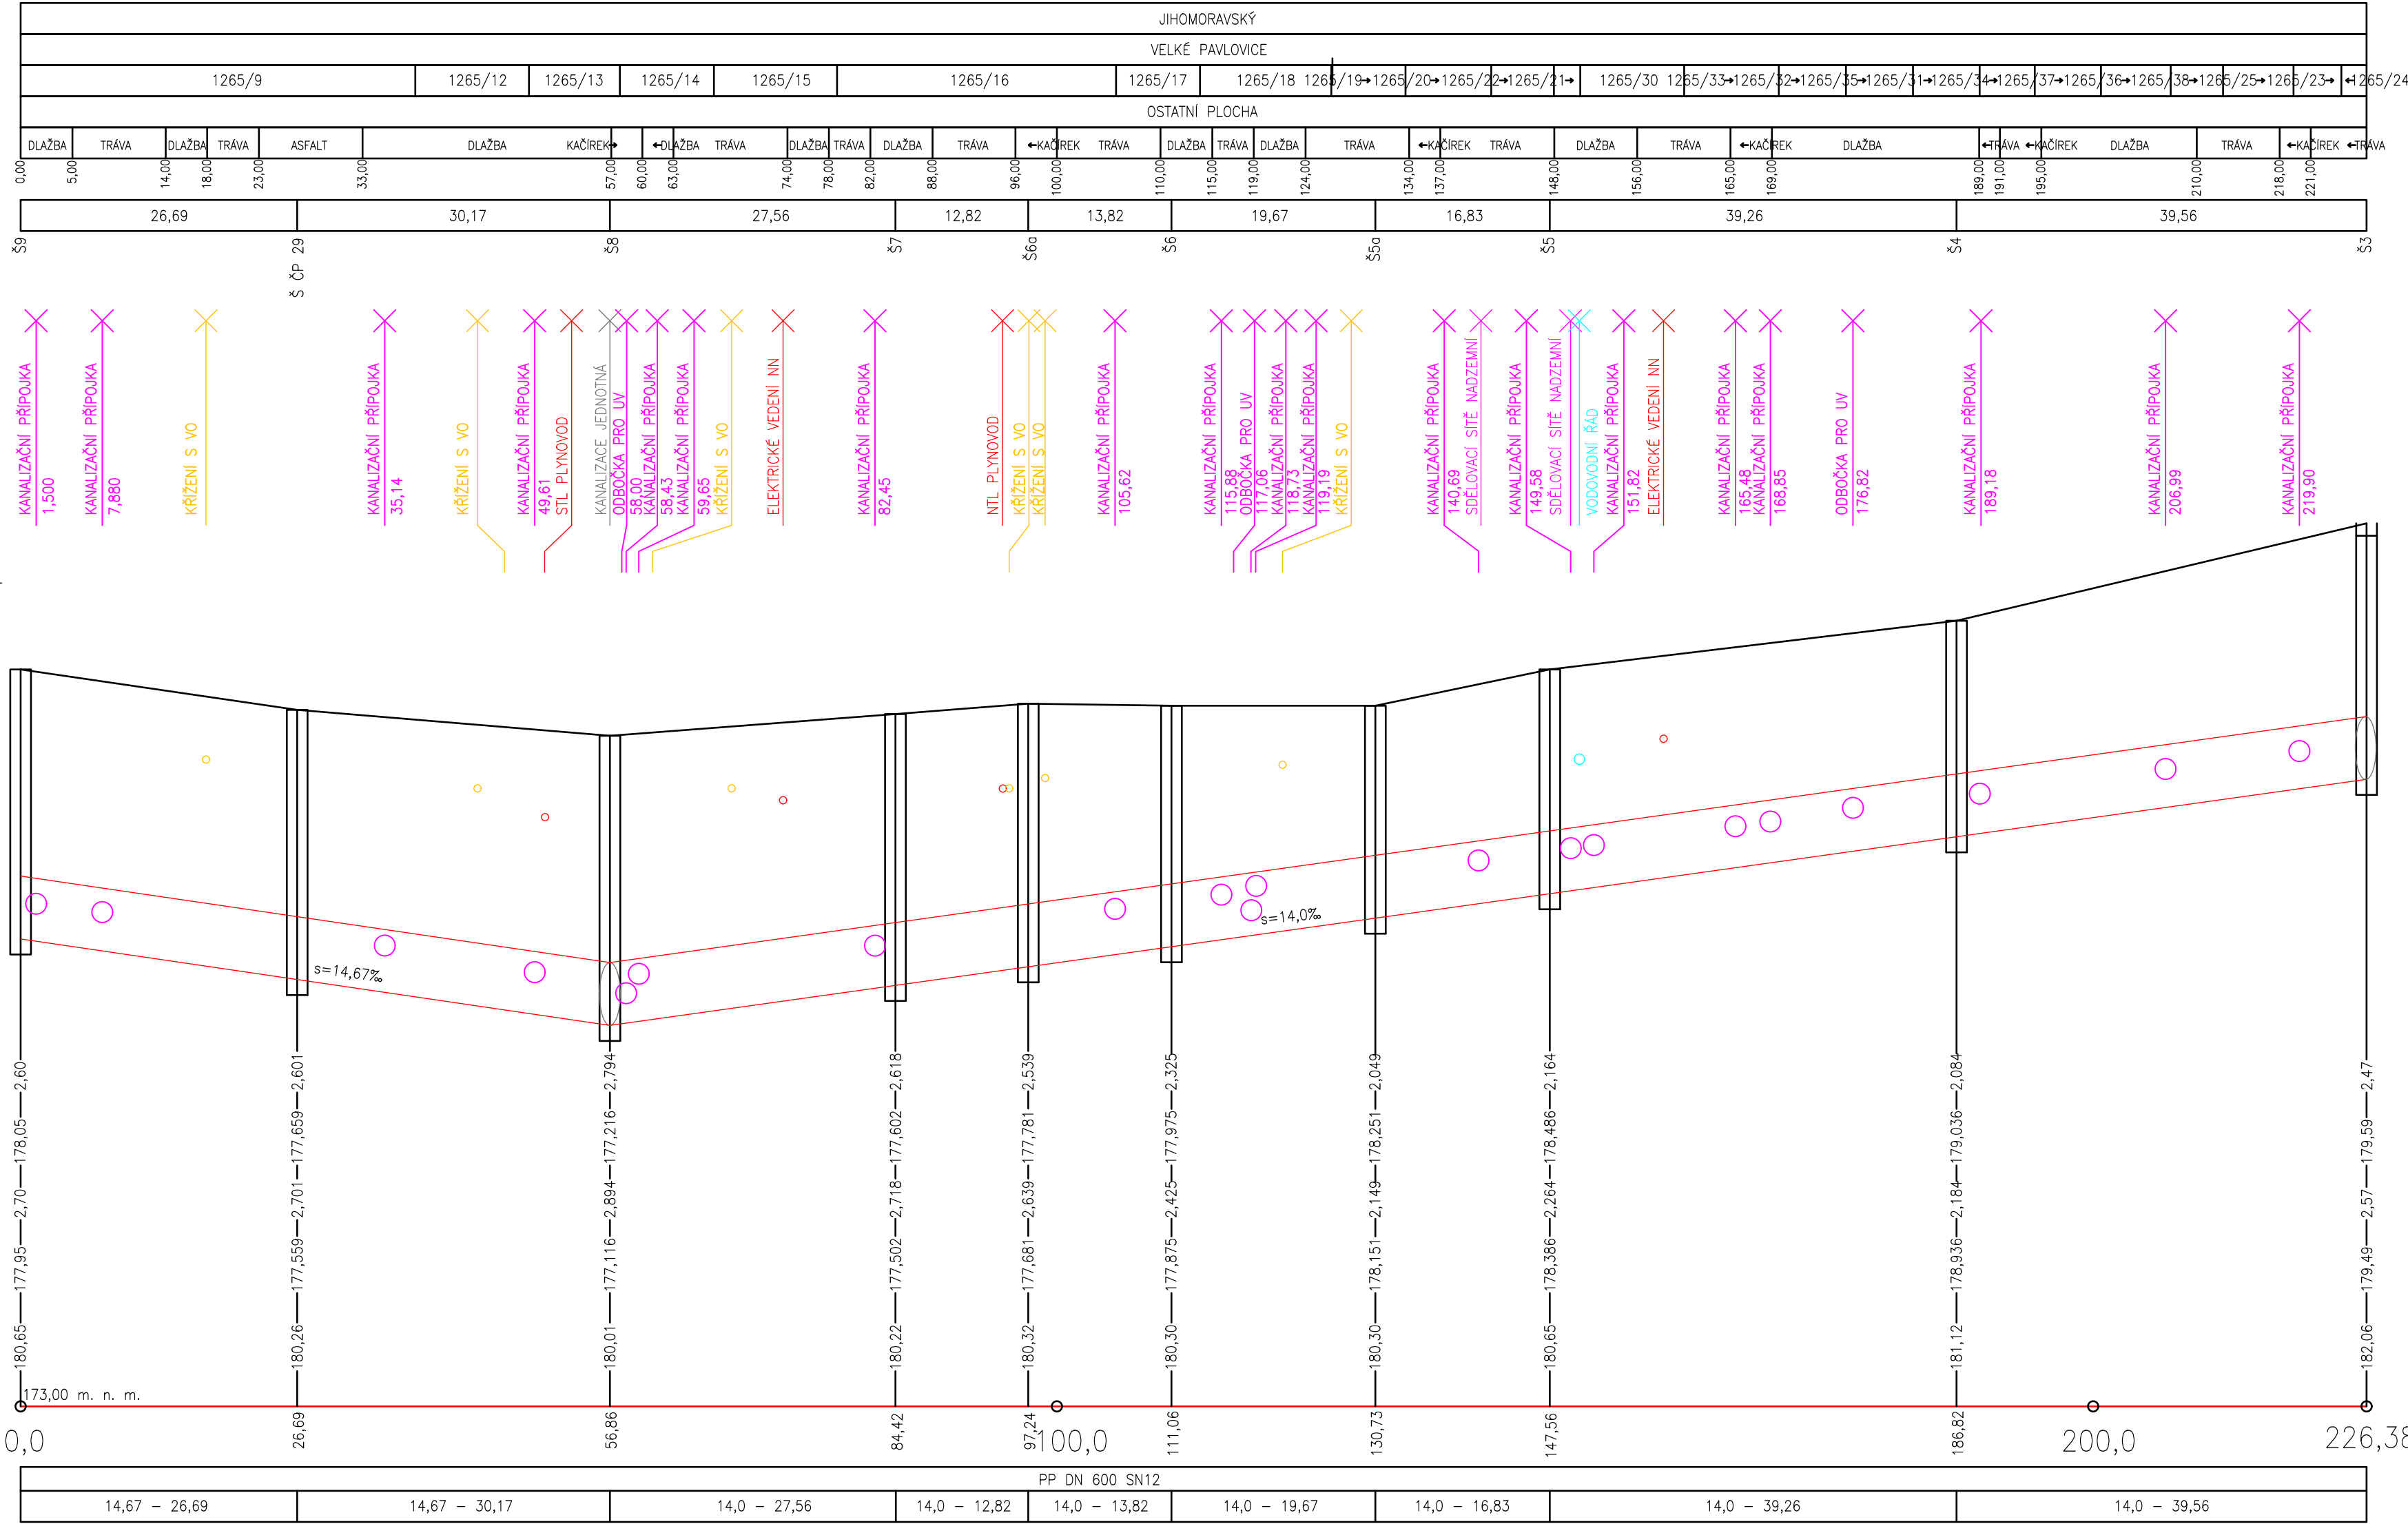 JIHOMORAVSKÝ
VELKÉ PAVLOVICE
1265/9 1265/12 1265/13 1265/14 1265/15 1265/16 1265/17 1265/18 1265/19 1265/20 1265/22 1265/21 1265/30 1265/33 1265/32 1265/35 1265/31 1265/34 1265/37 1265/36 1265/38 1265/25 1265/23 1265/24
OSTATNÍ PLOCHA
DLAŽBA TRÁVA DLAŽBA TRÁVA ASFALT DLAŽBA KAČÍREK DLAŽBA TRÁVA DLAŽBA TRÁVA DLAŽBA TRÁVA KAČÍREK TRÁVA DLAŽBA TRÁVA DLAŽBA TRÁVA KAČÍREK TRÁVA DLAŽBA TRÁVA KAČÍREK DLAŽBA TRÁVA KAČÍREK DLAŽBA TRÁVA KAČÍREK TRÁVA
0,00 5,00 14,00 18,00 23,00 33,00 57,00 60,00 63,00 74,00 78,00 82,00 88,00 96,00 100,00 110,00 115,00 119,00 124,00 134,00 137,00 148,00 156,00 165,00 169,00 189,00 191,00 195,00 210,00 218,00 221,00
26,69 30,17 27,56 12,82 13,82 19,67 16,83 39,26 39,56
Š9 Š ČP 29 Š8 Š7 Š6a Š6 Š5a Š5 Š4 Š3
KANALIZAČNÍ PŘÍPOJKA
1,500
KANALIZAČNÍ PŘÍPOJKA
7,880
KŘÍŽENÍ S VO
KANALIZAČNÍ PŘÍPOJKA
35,14
KŘÍŽENÍ S VO
KANALIZAČNÍ PŘÍPOJKA
49,61
STL PLYNOVOD
KANALIZACE JEDNOTNÁ
ODBOČKA PRO UV
58,00
KANALIZAČNÍ PŘÍPOJKA
58,43
KANALIZAČNÍ PŘÍPOJKA
59,65
KŘÍŽENÍ S VO
ELEKTRICKÉ VEDENÍ NN
KANALIZAČNÍ PŘÍPOJKA
82,45
NTL PLYNOVOD
KŘÍŽENÍ S VO
KŘÍŽENÍ S VO
KANALIZAČNÍ PŘÍPOJKA
105,62
KANALIZAČNÍ PŘÍPOJKA
115,88
ODBOČKA PRO UV
117,06
KANALIZAČNÍ PŘÍPOJKA
118,73
KANALIZAČNÍ PŘÍPOJKA
119,19
KŘÍŽENÍ S VO
KANALIZAČNÍ PŘÍPOJKA
140,69
SDĚLOVACÍ SÍTĚ NADZEMNÍ
KANALIZAČNÍ PŘÍPOJKA
149,58
SDĚLOVACÍ SÍTĚ NADZEMNÍ
VODOVODNÍ ŘÁD
KANALIZAČNÍ PŘÍPOJKA
151,82
ELEKTRICKÉ VEDENÍ NN
KANALIZAČNÍ PŘÍPOJKA
165,48
KANALIZAČNÍ PŘÍPOJKA
168,85
ODBOČKA PRO UV
176,82
KANALIZAČNÍ PŘÍPOJKA
189,18
KANALIZAČNÍ PŘÍPOJKA
206,99
KANALIZAČNÍ PŘÍPOJKA
219,90
s=14,67‰
s=14,0‰
180,65 177,95 2,70 178,05 2,60
180,26 177,559 2,701 177,659 2,601
180,01 177,116 2,894 177,216 2,794
180,22 177,502 2,718 177,602 2,618
180,32 177,681 2,639 177,781 2,539
180,30 177,875 2,425 177,975 2,325
180,30 178,151 2,149 178,251 2,049
180,65 178,386 2,264 178,486 2,164
181,12 178,936 2,184 179,036 2,084
182,06 179,49 2,57 179,59 2,47
173,00 m. n. m.
26,69 56,86 84,42 97,24 111,06 130,73 147,56 186,82
0,0 100,0 200,0 226,38
PP DN 600 SN12
14,67 - 26,69 14,67 - 30,17 14,0 - 27,56 14,0 - 12,82 14,0 - 13,82 14,0 - 19,67 14,0 - 16,83 14,0 - 39,26 14,0 - 39,56